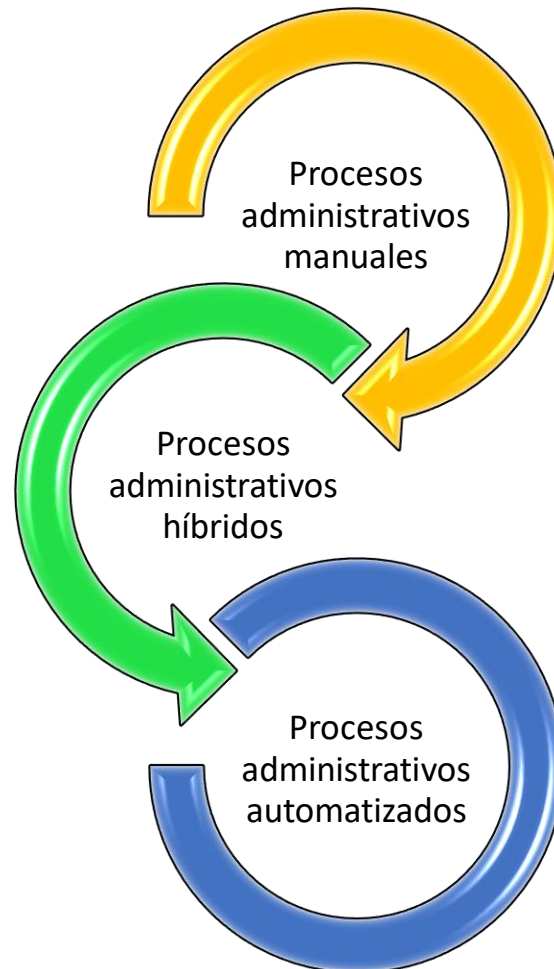 Procesos
administrativos
manuales
Procesos
administrativos
híbridos
Procesos
administrativos
automatizados